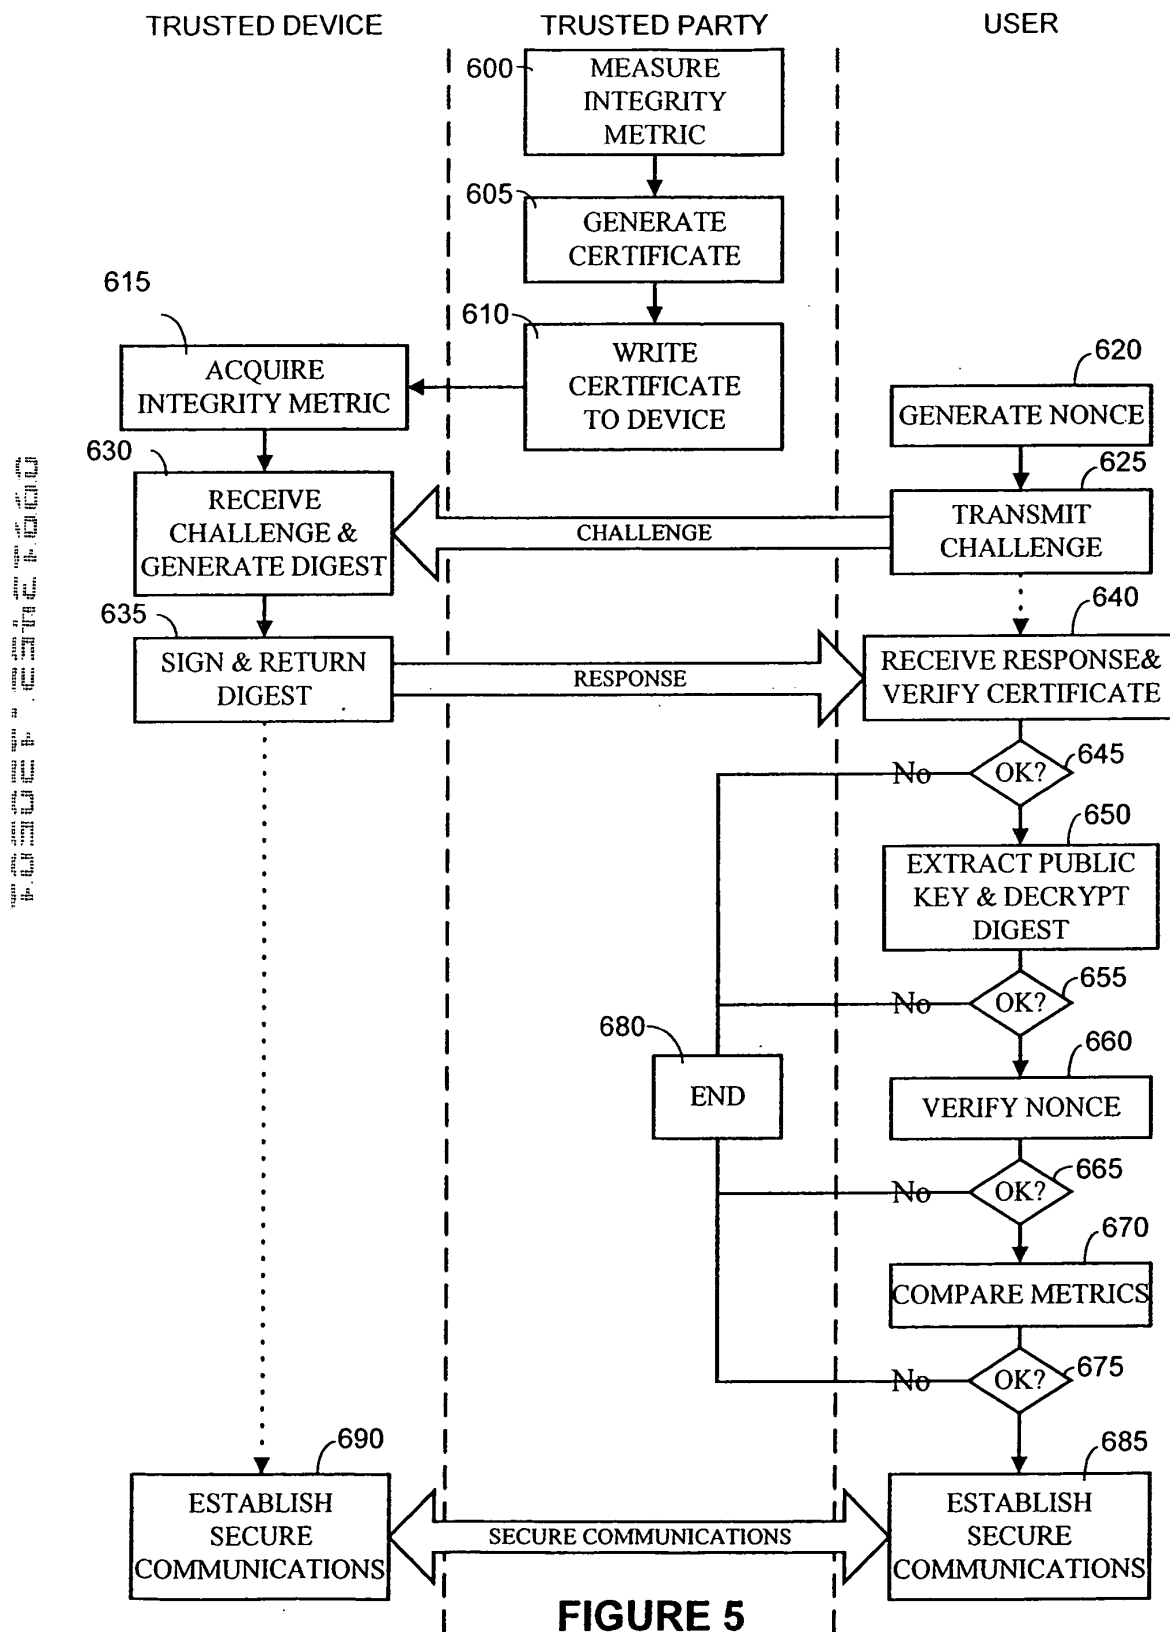 TRUSTED DEVICE
TRUSTED PARTY
USER
600
MEASURE
INTEGRITY
METRIC
605
GENERATE
CERTIFICATE
610
WRITE
CERTIFICATE
TO DEVICE
615
ACQUIRE
INTEGRITY METRIC
620
GENERATE NONCE
625
TRANSMIT
CHALLENGE
CHALLENGE
630
RECEIVE
CHALLENGE &
GENERATE DIGEST
635
SIGN & RETURN
DIGEST
RESPONSE
640
RECEIVE RESPONSE&
VERIFY CERTIFICATE
OK?
645
No
650
EXTRACT PUBLIC
KEY & DECRYPT
DIGEST
OK?
655
No
680
END
660
VERIFY NONCE
OK?
665
No
670
COMPARE METRICS
OK?
675
No
690
ESTABLISH
SECURE
COMMUNICATIONS
SECURE COMMUNICATIONS
685
ESTABLISH
SECURE
COMMUNICATIONS
FIGURE 5